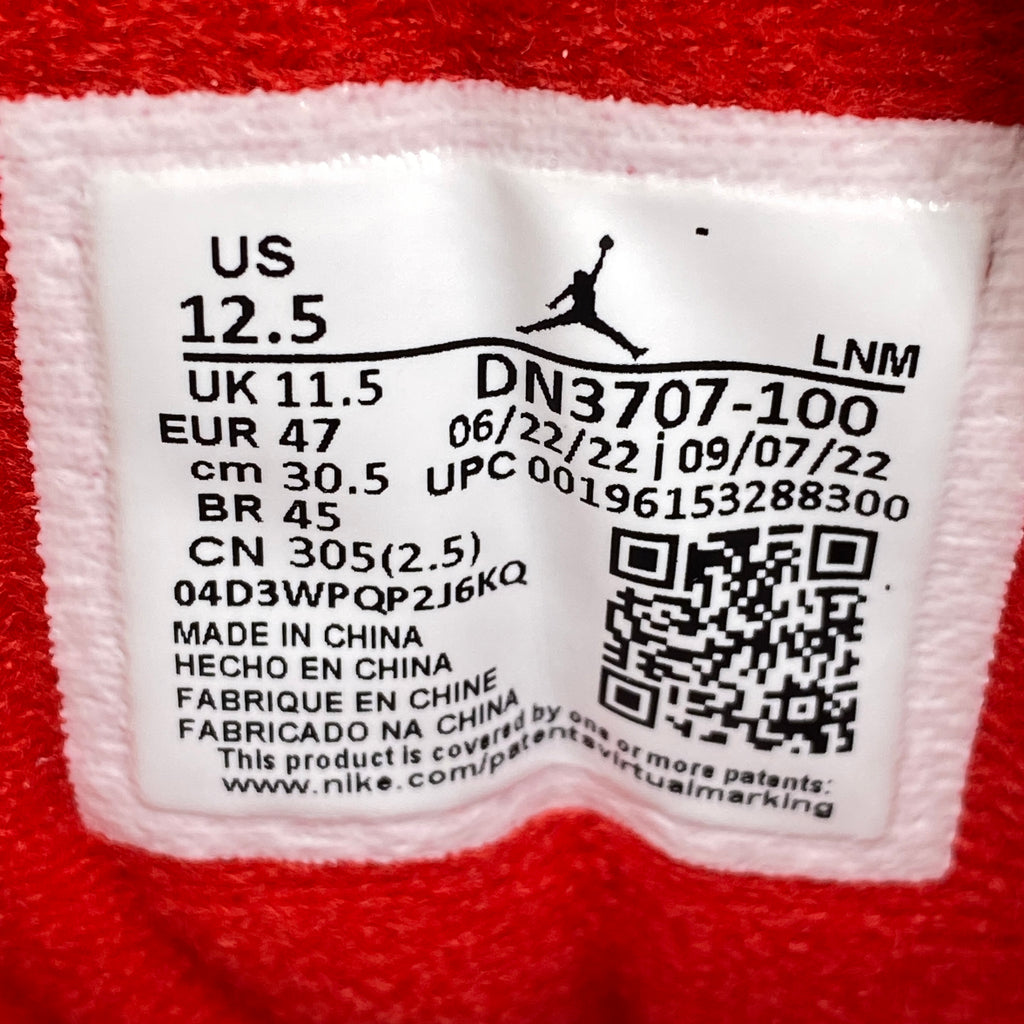 US
12.5
LNM
UK 11.5
DN3707-100
EUR 47
06/22/22 | 09/07/22
cm 30.5
UPC 00196153288300
BR 45
CN 305(2.5)
04D3WPQP2J6KQ
MADE IN CHINA
HECHO EN CHINA
FABRIQUE EN CHINE
FABRICADO NA CHINA
This product is covered by one or more patents:
www.nike.com/patentsvirtualmarking